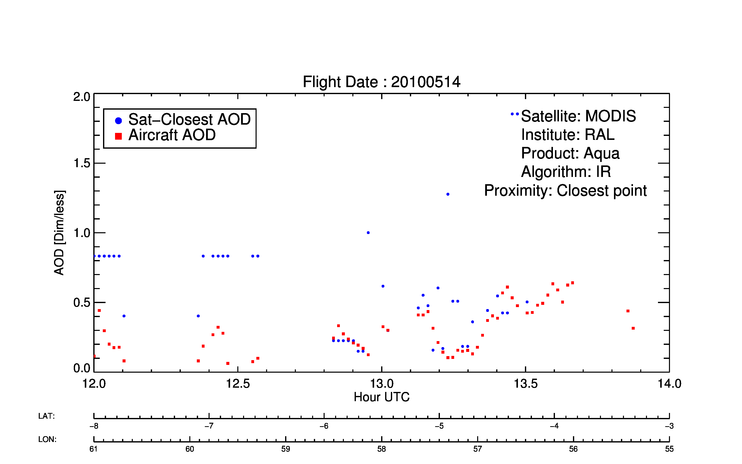 Flight Date : 20100514
2.0
1.5
1.0
0.5
0.0
AOD [Dim/less]
Sat-Closest AOD
Aircraft AOD
Satellite: MODIS
Institute: RAL
Product: Aqua
Algorithm: IR
Proximity: Closest point
12.0 12.5 13.0 13.5 14.0
Hour UTC
LAT:
-8 -7 -6 -5 -4 -3
LON:
61 60 59 58 57 56 55